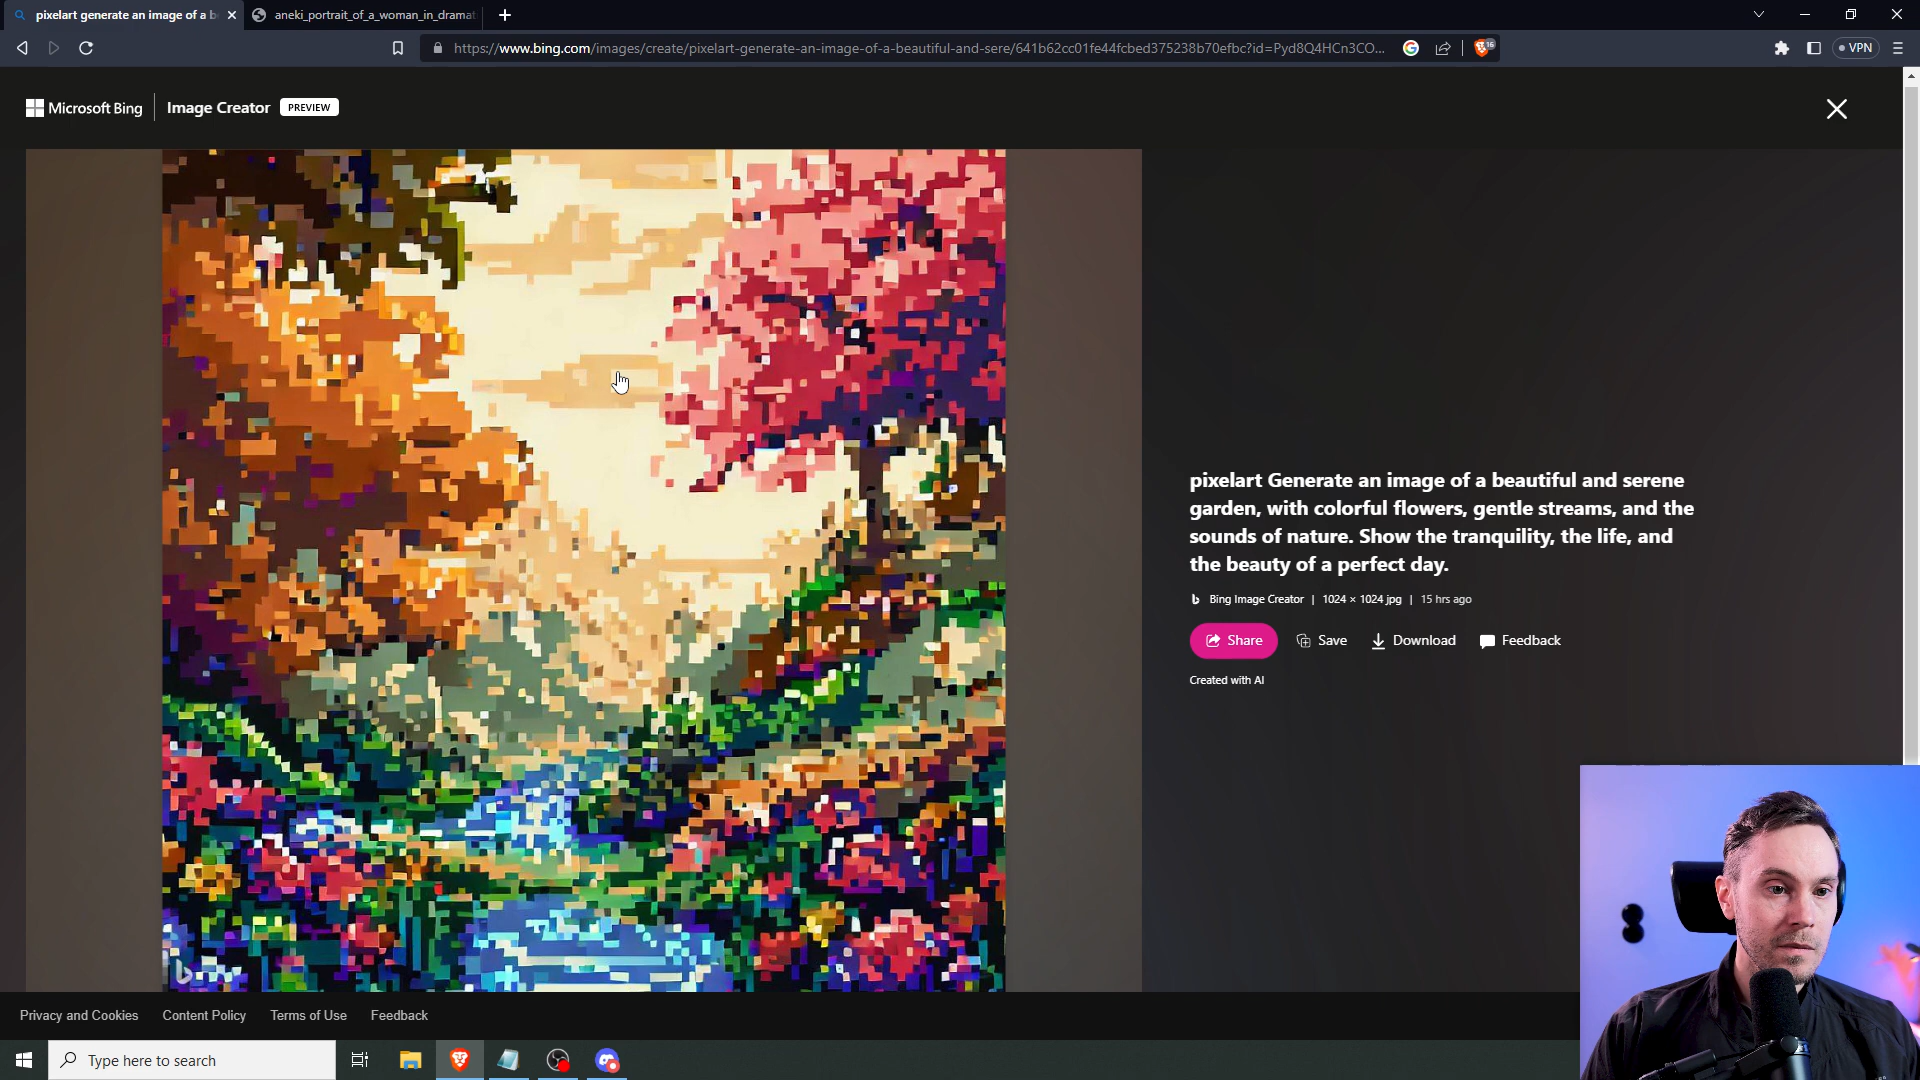 pixelart generate an image of a b
aneki_portrait_of_a_woman_in_dramat
https://www.bing.com/images/create/pixelart-generate-an-image-of-a-beautiful-and-sere/641b62cc01fe44fcbed375238b70efbc?id=Pyd8Q4HCn3CO...
16
VPN
Microsoft Bing
Image Creator
PREVIEW
pixelart Generate an image of a beautiful and serene
garden, with colorful flowers, gentle streams, and the
sounds of nature. Show the tranquility, the life, and
the beauty of a perfect day.
Bing Image Creator | 1024 × 1024 jpg | 15 hrs ago
Share
Save
Download
Feedback
Created with AI
Privacy and Cookies
Content Policy
Terms of Use
Feedback
Type here to search